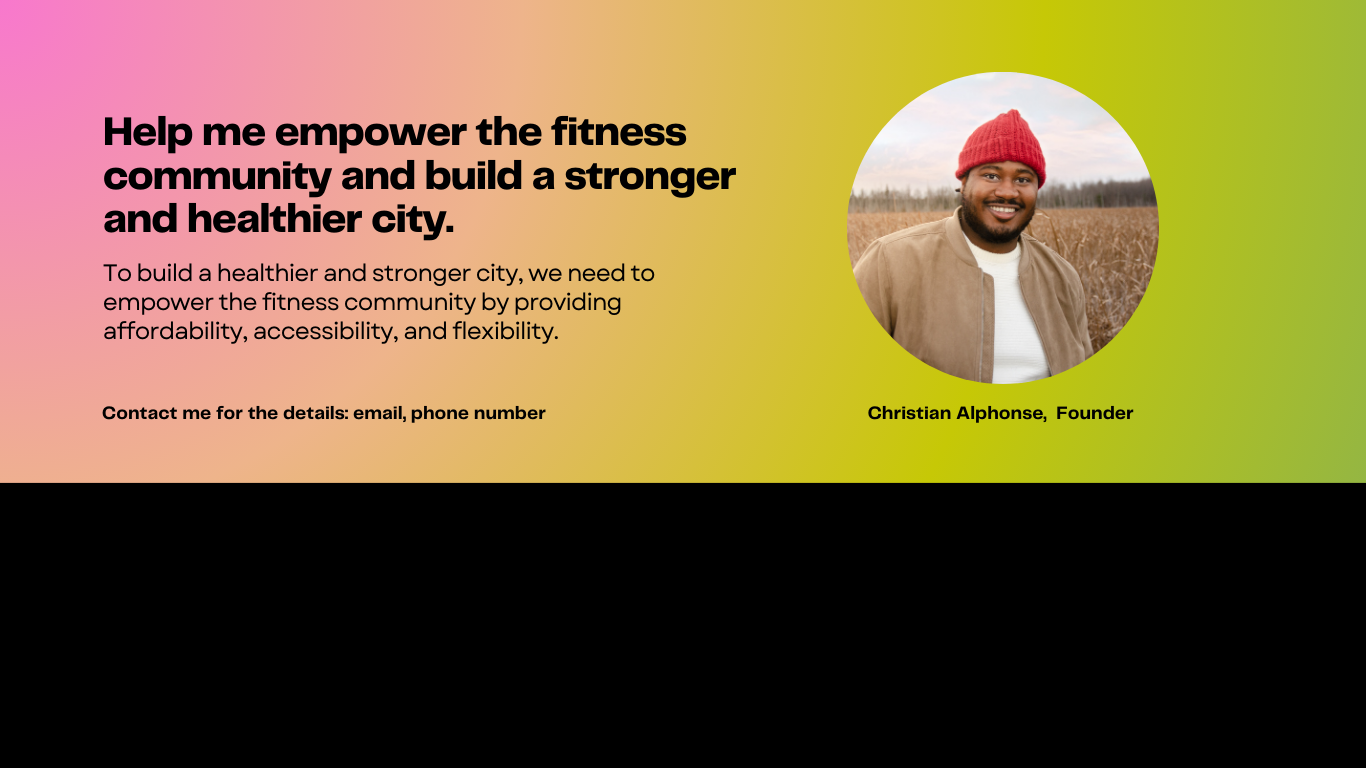 Help me empower the fitness
community and build a stronger
and healthier city.
To build a healthier and stronger city, we need to
empower the fitness community by providing
affordability, accessibility, and flexibility.
Contact me for the details: email, phone number
Christian Alphonse,  Founder